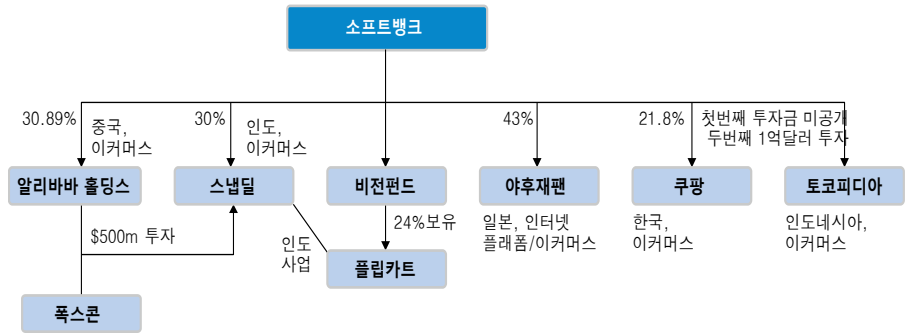 소프트뱅크
30.89%
중국,
이커머스
30%
인도,
이커머스
43%
21.8%
첫번째 투자금 미공개
두번째 1억달러 투자
알리바바 홀딩스
스냅딜
비전펀드
야후재팬
쿠팡
토코피디아
$500m 투자
인도
사업
24%보유
일본, 인터넷
플래폼/이커머스
한국,
이커머스
인도네시아,
이커머스
플립카트
폭스콘